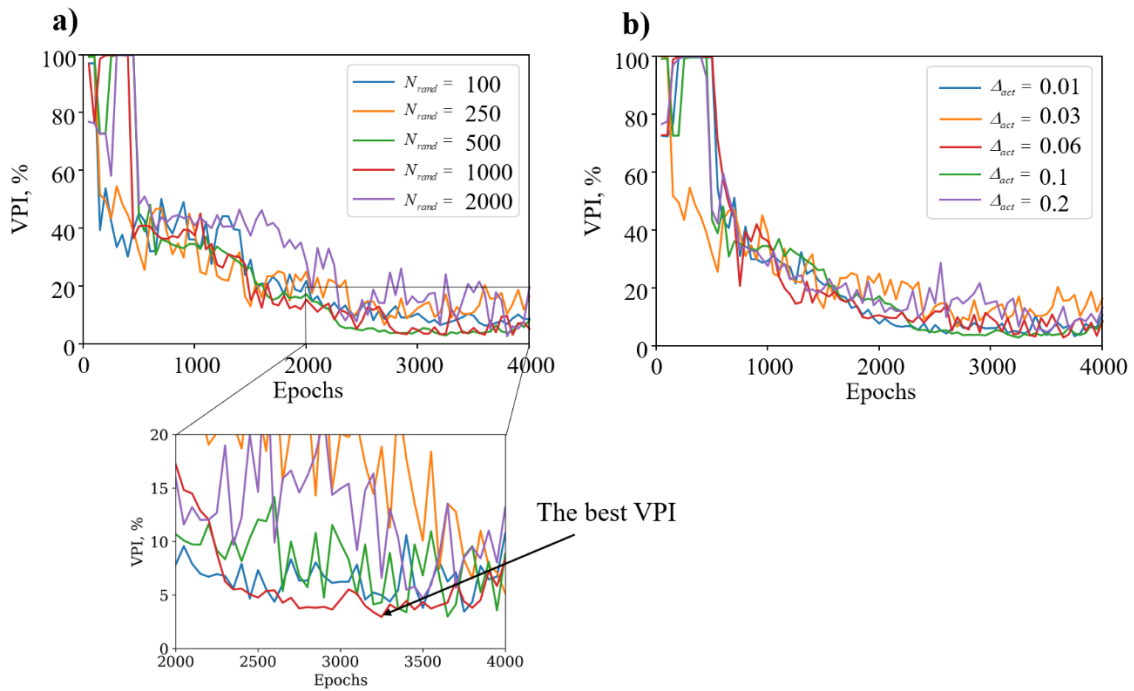 a)
100
80
60
40
20
0
VPI, %
0
1000
2000
3000
4000
Epochs
N_rand = 100
N_rand = 250
N_rand = 500
N_rand = 1000
N_rand = 2000
b)
100
80
60
40
20
0
VPI, %
0
1000
2000
3000
4000
Epochs
Δ_act = 0.01
Δ_act = 0.03
Δ_act = 0.06
Δ_act = 0.1
Δ_act = 0.2
20
15
10
5
0
VPI, %
2000
2500
3000
3500
4000
Epochs
The best VPI